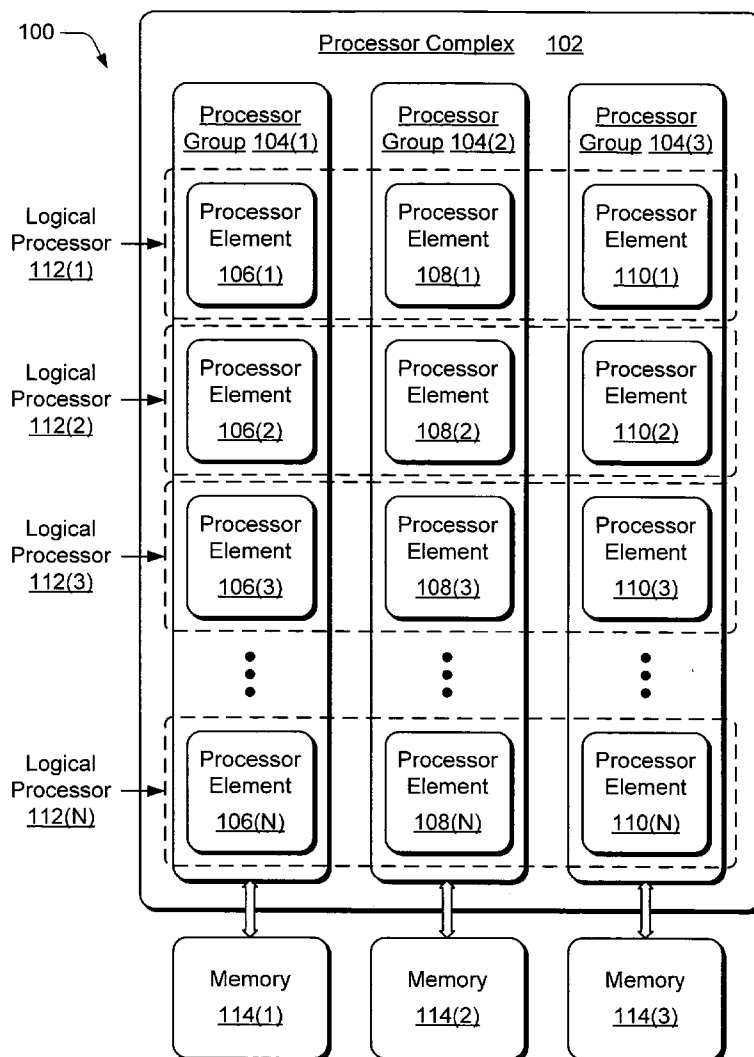 100
Processor Complex 102
Processor
Group 104(1)
Processor
Group 104(2)
Processor
Group 104(3)
Logical
Processor
112(1)
Processor
Element
106(1)
Processor
Element
108(1)
Processor
Element
110(1)
Logical
Processor
112(2)
Processor
Element
106(2)
Processor
Element
108(2)
Processor
Element
110(2)
Logical
Processor
112(3)
Processor
Element
106(3)
Processor
Element
108(3)
Processor
Element
110(3)
Logical
Processor
112(N)
Processor
Element
106(N)
Processor
Element
108(N)
Processor
Element
110(N)
Memory
114(1)
Memory
114(2)
Memory
114(3)